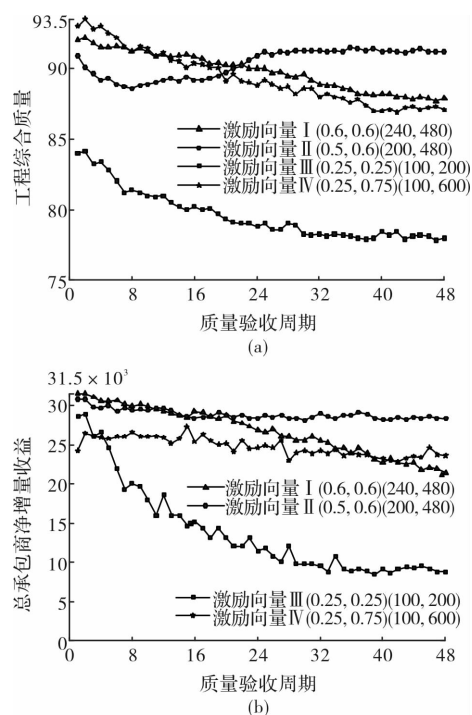 93.5
90
85
80
75
工程综合质量
激励向量Ⅰ(0.6, 0.6)(240, 480)
激励向量Ⅱ(0.5, 0.6)(200, 480)
激励向量Ⅲ(0.25, 0.25)(100, 200)
激励向量Ⅳ(0.25, 0.75)(100, 600)
0 8 16 24 32 40 48
质量验收周期
(a)
31.5 × 10³
30
25
20
15
10
5
0
总承包商净增量收益
激励向量Ⅰ(0.6, 0.6)(240, 480)
激励向量Ⅱ(0.5, 0.6)(200, 480)
激励向量Ⅲ(0.25, 0.25)(100, 200)
激励向量Ⅳ(0.25, 0.75)(100, 600)
0 8 16 24 32 40 48
质量验收周期
(b)